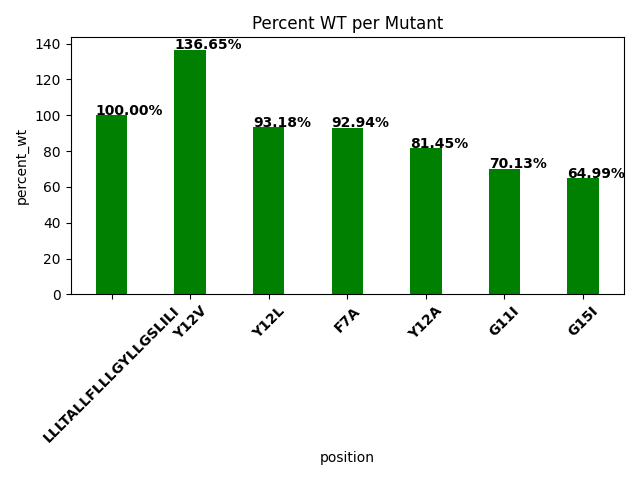 Percent WT per Mutant
percent_wt
140
120
100
80
60
40
20
0
100.00%
136.65%
93.18%
92.94%
81.45%
70.13%
64.99%
LLLTALLFLLLGYLLGSLILI
Y12V
Y12L
F7A
Y12A
G11I
G15I
position